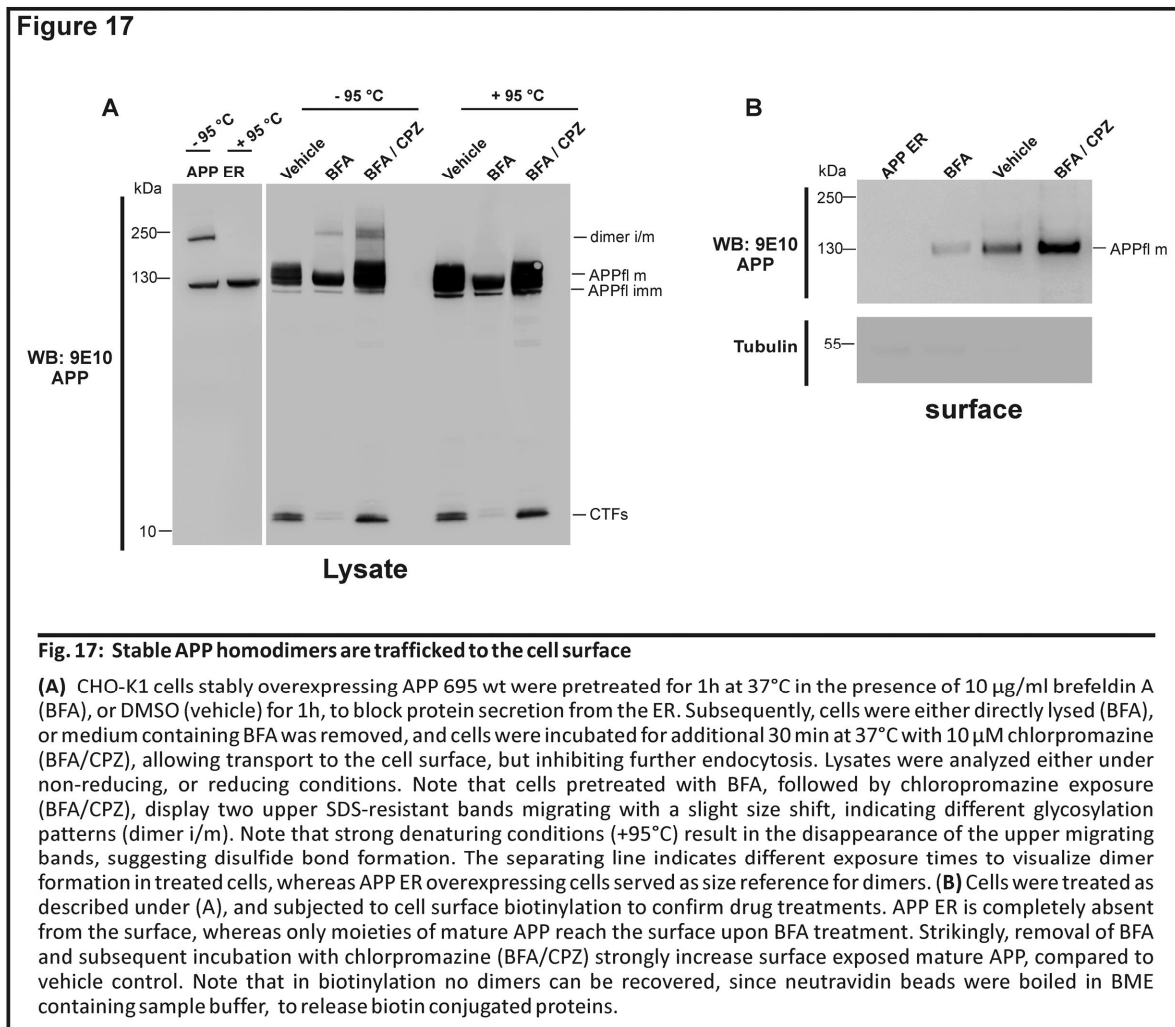 Figure 17
A
- 95 °C
+ 95 °C
APP ER
- 95 °C
+ 95 °C
Vehicle
BFA
BFA / CPZ
Vehicle
BFA
BFA / CPZ
kDa
250
130
10
WB: 9E10
APP
dimer i/m
APPfl m
APPfl imm
CTFs
Lysate
B
APP ER
BFA
Vehicle
BFA / CPZ
kDa
250
130
WB: 9E10
APP
APPfl m
Tubulin
55
surface
Fig. 17: Stable APP homodimers are trafficked to the cell surface
(A) CHO-K1 cells stably overexpressing APP 695 wt were pretreated for 1h at 37°C in the presence of 10 µg/ml brefeldin A
(BFA), or DMSO (vehicle) for 1h, to block protein secretion from the ER. Subsequently, cells were either directly lysed (BFA),
or medium containing BFA was removed, and cells were incubated for additional 30 min at 37°C with 10 µM chlorpromazine
(BFA/CPZ), allowing transport to the cell surface, but inhibiting further endocytosis. Lysates were analyzed either under
non-reducing, or reducing conditions. Note that cells pretreated with BFA, followed by chloropromazine exposure
(BFA/CPZ), display two upper SDS-resistant bands migrating with a slight size shift, indicating different glycosylation
patterns (dimer i/m). Note that strong denaturing conditions (+95°C) result in the disappearance of the upper migrating
bands, suggesting disulfide bond formation. The separating line indicates different exposure times to visualize dimer
formation in treated cells, whereas APP ER overexpressing cells served as size reference for dimers. (B) Cells were treated as
described under (A), and subjected to cell surface biotinylation to confirm drug treatments. APP ER is completely absent
from the surface, whereas only moieties of mature APP reach the surface upon BFA treatment. Strikingly, removal of BFA
and subsequent incubation with chlorpromazine (BFA/CPZ) strongly increase surface exposed mature APP, compared to
vehicle control. Note that in biotinylation no dimers can be recovered, since neutravidin beads were boiled in BME
containing sample buffer, to release biotin conjugated proteins.